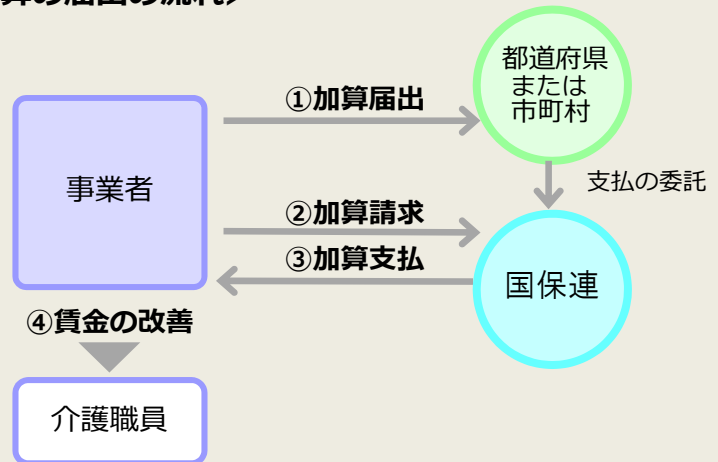 算の届出の流れ＞
都道府県
または
市町村
①加算届出
事業者
支払の委託
②加算請求
③加算支払
国保連
④賃金の改善
介護職員